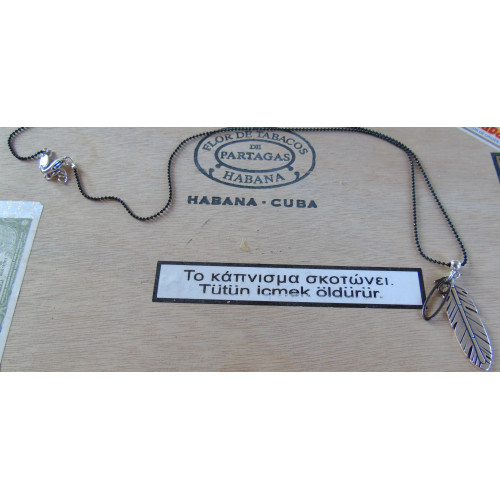 FLOR DE TABACOS
DE
PARTAGAS
HABANA
HABANA · CUBA
Το κάπνισμα σκοτώνει.
Tütün içmek öldürür.